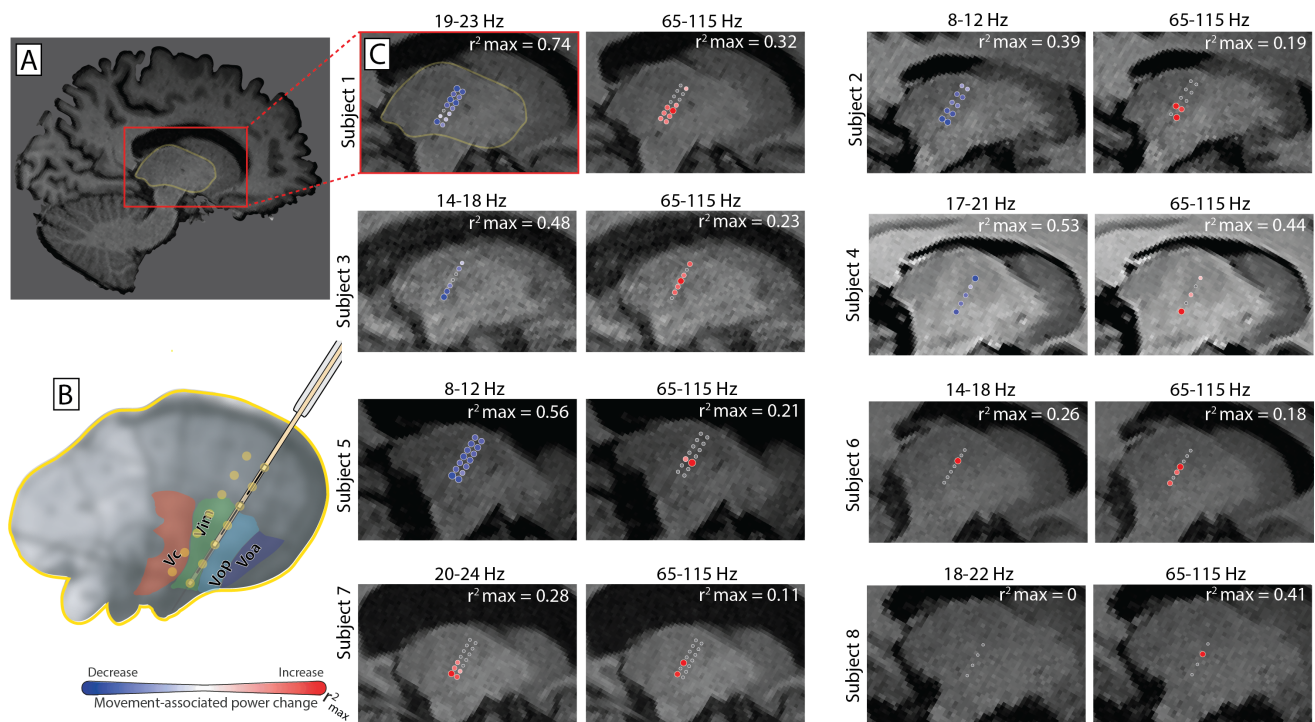 A
C
Subject 1
19-23 Hz
r² max = 0.74
65-115 Hz
r² max = 0.32
Subject 2
8-12 Hz
r² max = 0.39
65-115 Hz
r² max = 0.19
Subject 3
14-18 Hz
r² max = 0.48
65-115 Hz
r² max = 0.23
Subject 4
17-21 Hz
r² max = 0.53
65-115 Hz
r² max = 0.44
B
Vc
Vim
Vop
Voa
Subject 5
8-12 Hz
r² max = 0.56
65-115 Hz
r² max = 0.21
Subject 6
14-18 Hz
r² max = 0.26
65-115 Hz
r² max = 0.18
Subject 7
20-24 Hz
r² max = 0.28
65-115 Hz
r² max = 0.11
Subject 8
18-22 Hz
r² max = 0
65-115 Hz
r² max = 0.41
Decrease
Increase
Movement-associated power change
r² max